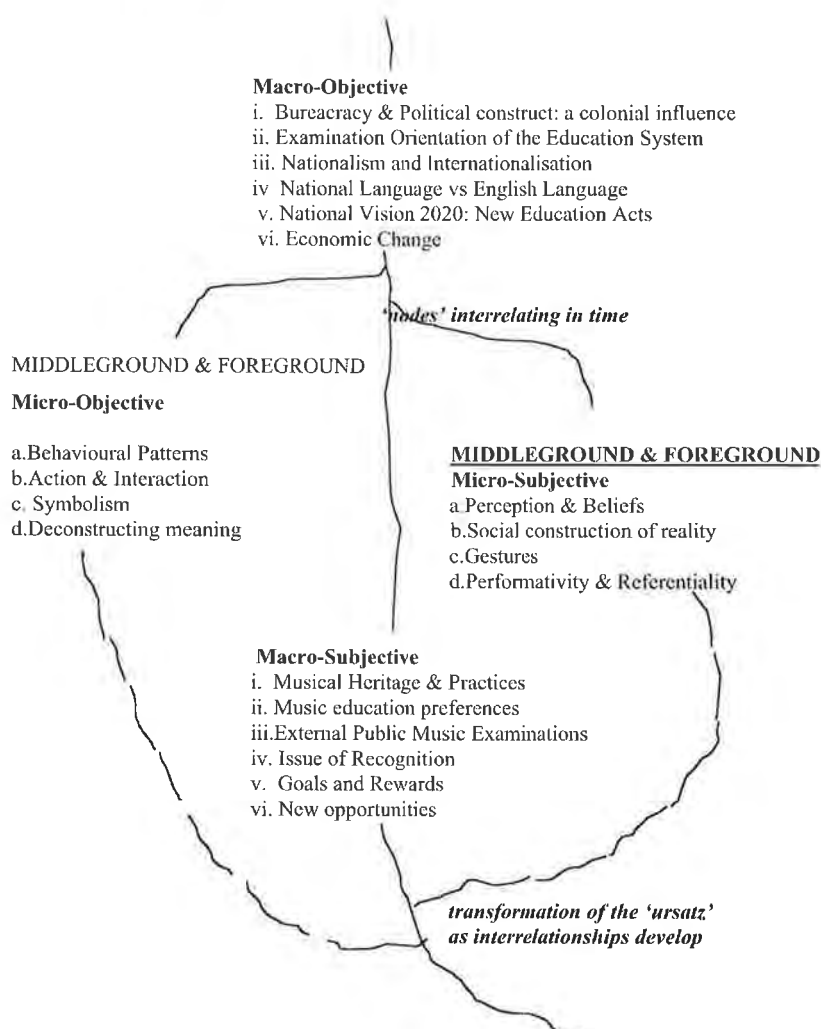 Macro-Objective
i. Bureacracy & Political construct: a colonial influence
ii. Examination Orientation of the Education System
iii. Nationalism and Internationalisation
iv National Language vs English Language
v. National Vision 2020: New Education Acts
vi. Economic Change
'nodes' interrelating in time
MIDDLEGROUND & FOREGROUND
Micro-Objective
a.Behavioural Patterns
b.Action & Interaction
c. Symbolism
d.Deconstructing meaning
MIDDLEGROUND & FOREGROUND
Micro-Subjective
a.Perception & Beliefs
b.Social construction of reality
c.Gestures
d.Performativity & Referentiality
Macro-Subjective
i. Musical Heritage & Practices
ii. Music education preferences
iii.External Public Music Examinations
iv. Issue of Recognition
v. Goals and Rewards
vi. New opportunities
transformation of the 'ursatz'
as interrelationships develop